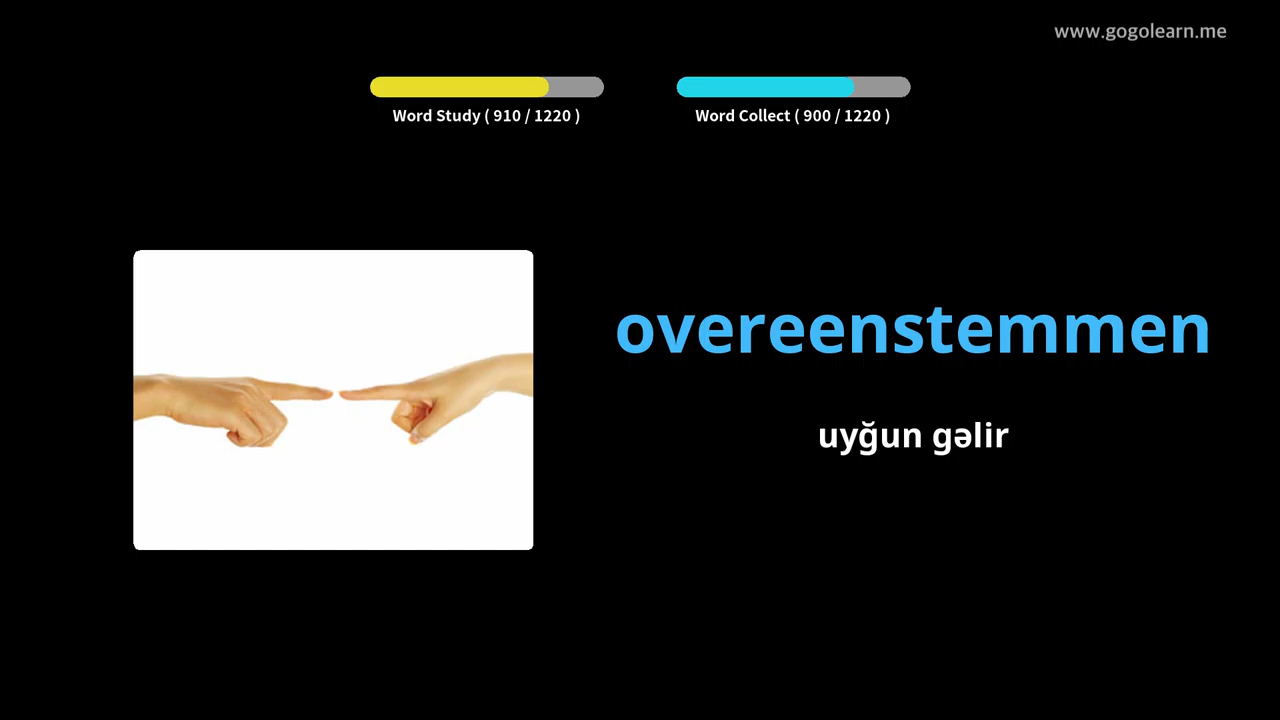 www.gogolearn.me
Word Study ( 910 / 1220 )
Word Collect ( 900 / 1220 )
overeenstemmen
uyğun gəlir